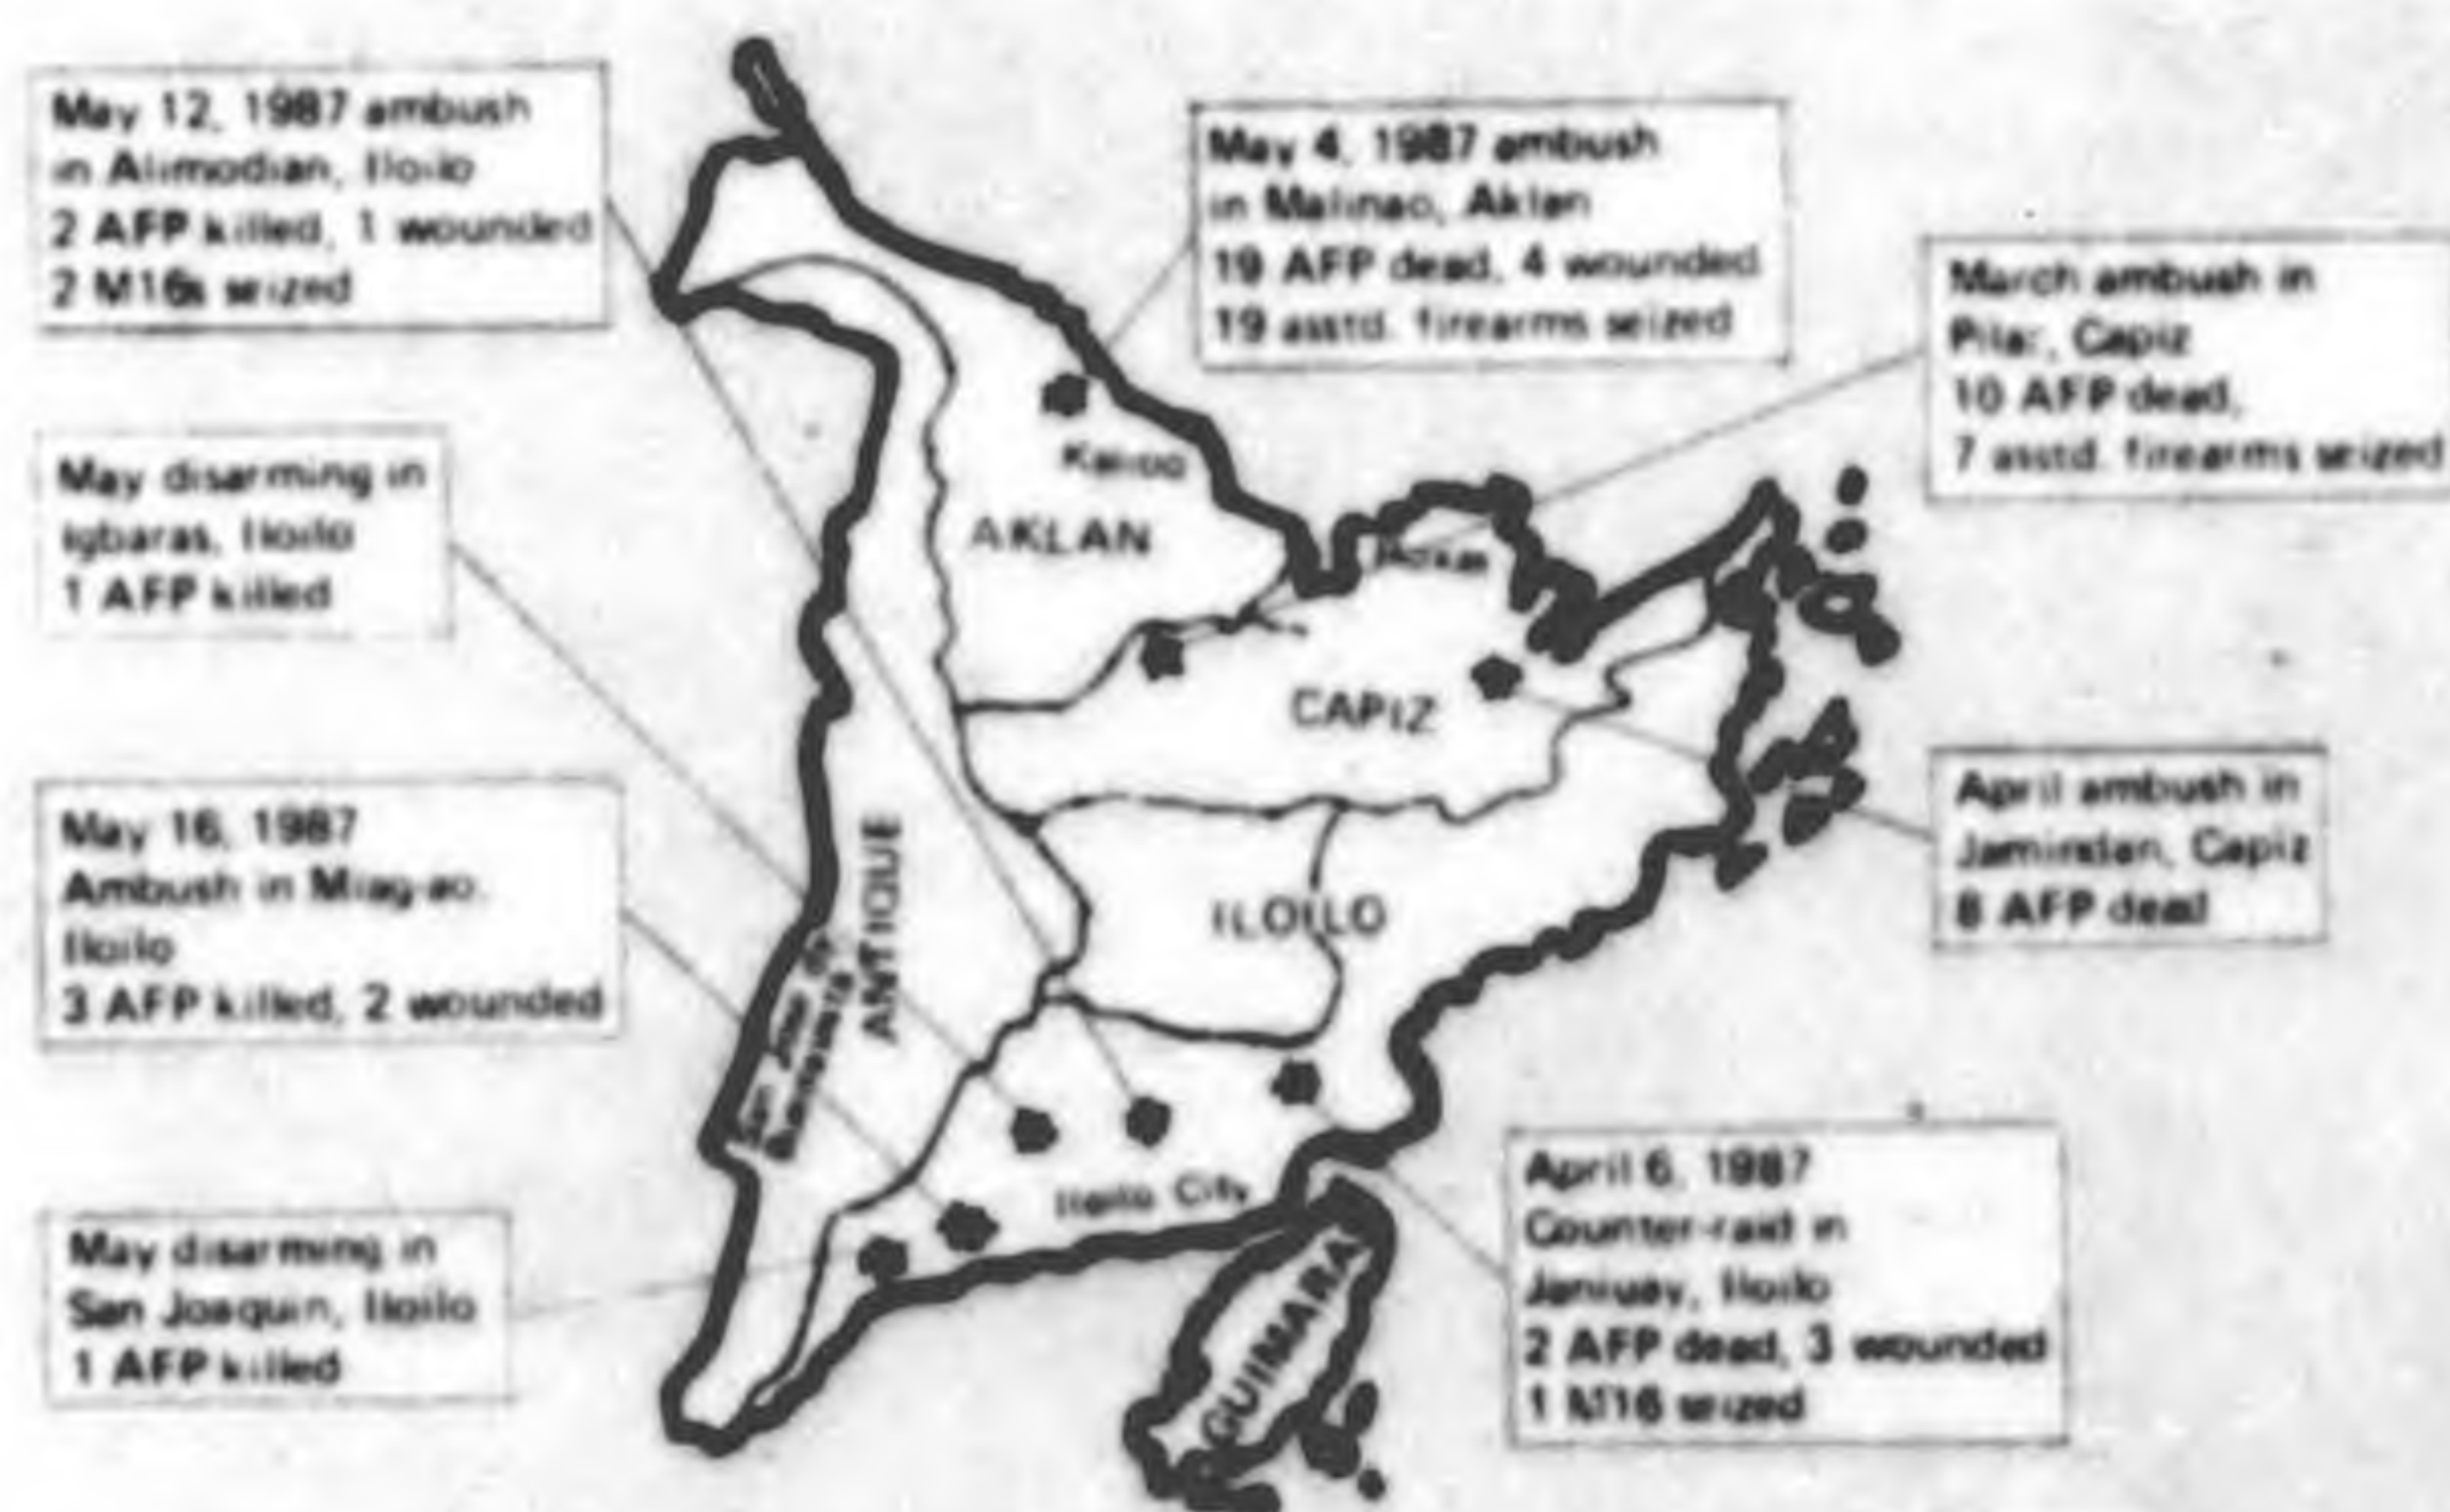 May 12, 1987 ambush
in Alimodian, Iloilo
2 AFP killed, 1 wounded
2 M16s seized
May 4, 1987 ambush
in Malinao, Aklan
19 AFP dead, 4 wounded
19 asstd. firearms seized
March ambush in
Pilar, Capiz
10 AFP dead,
7 asstd. firearms seized
May disarming in
Igbaras, Iloilo
1 AFP killed
Kalibo
AKLAN
Roxas
CAPIZ
May 16, 1987
Ambush in Miag-ao,
Iloilo
3 AFP killed, 2 wounded
April ambush in
Jamindan, Capiz
8 AFP dead
ANTIQUE
San Jose de
Buenavista
ILOILO
Iloilo City
May disarming in
San Joaquin, Iloilo
1 AFP killed
April 6, 1987
Counter-raid in
Janiuay, Iloilo
2 AFP dead, 3 wounded
1 M16 seized
GUIMARA